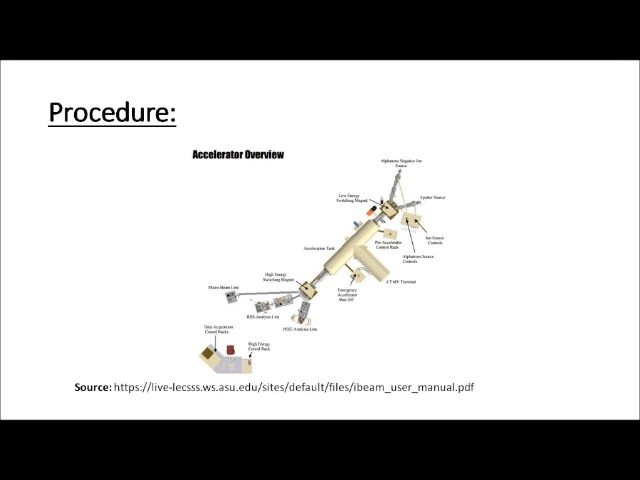 Procedure:
Accelerator Overview
Alphatross Negative Ion
Source
Low Energy
Switching Magnet
Sputter Source
Ion Source
Controls
Pre-Accelerator
Control Rack
Alphatross Source
Controls
Acceleration Tank
High Energy
Switching Magnet
1.7 MV Terminal
Micro-Beam Line
Emergency
Accelerator
Shut Off
RBS Analysis Line
PIXE Analysis Line
Data Acquisition
Control Racks
High Energy
Control Rack
Source: https://live-lecsss.ws.asu.edu/sites/default/files/ibeam_user_manual.pdf